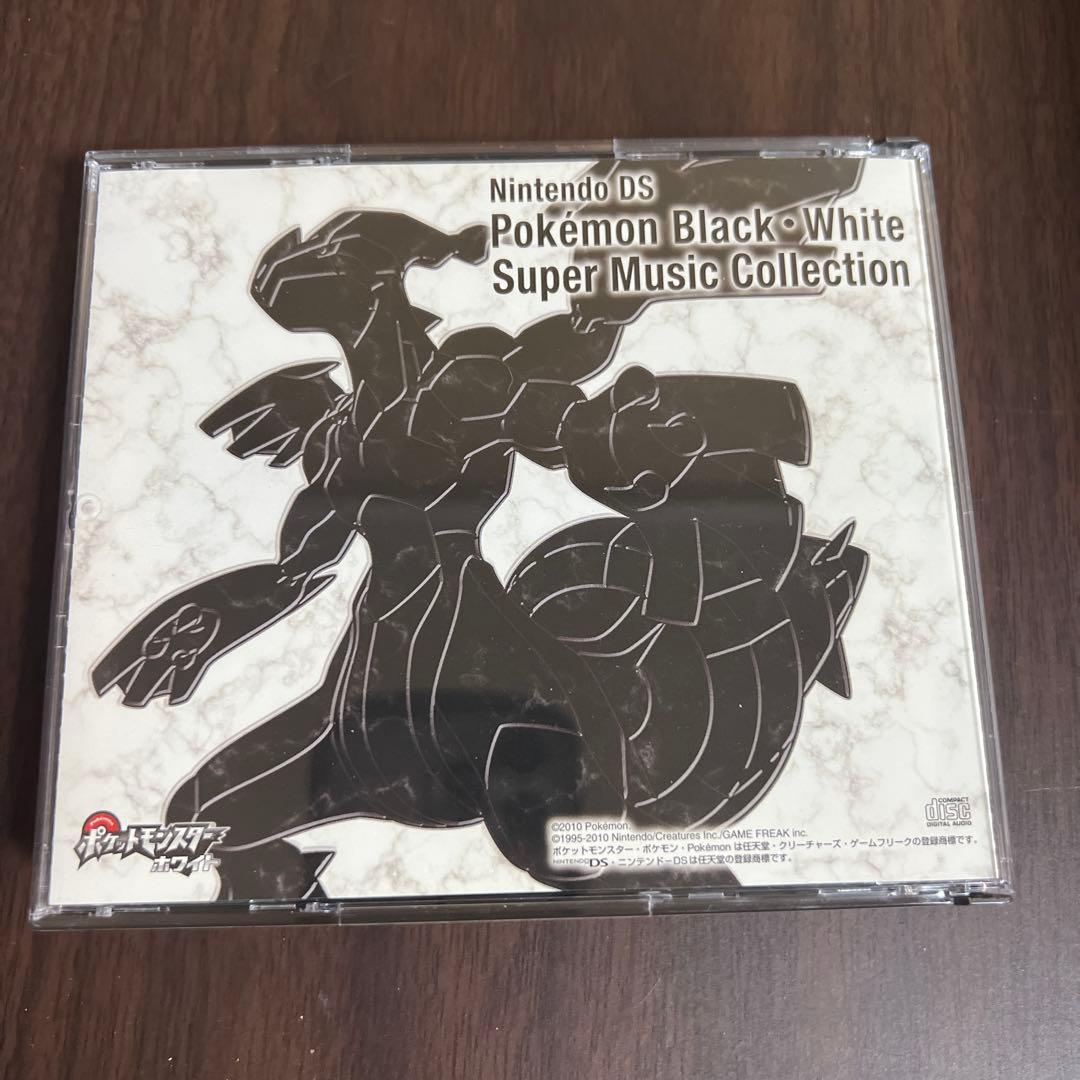 Nintendo DS
Pokémon Black・White
Super Music Collection
ポケットモンスター
ホワイト
COMPACT
disc
DIGITAL AUDIO
©2010 Pokémon.
©1995-2010 Nintendo/Creatures Inc./GAME FREAK inc.
ポケットモンスター・ポケモン・Pokémon は任天堂・クリーチャーズ・ゲームフリークの登録商標です。
NINTENDO DS・ニンテンドーDSは任天堂の登録商標です。